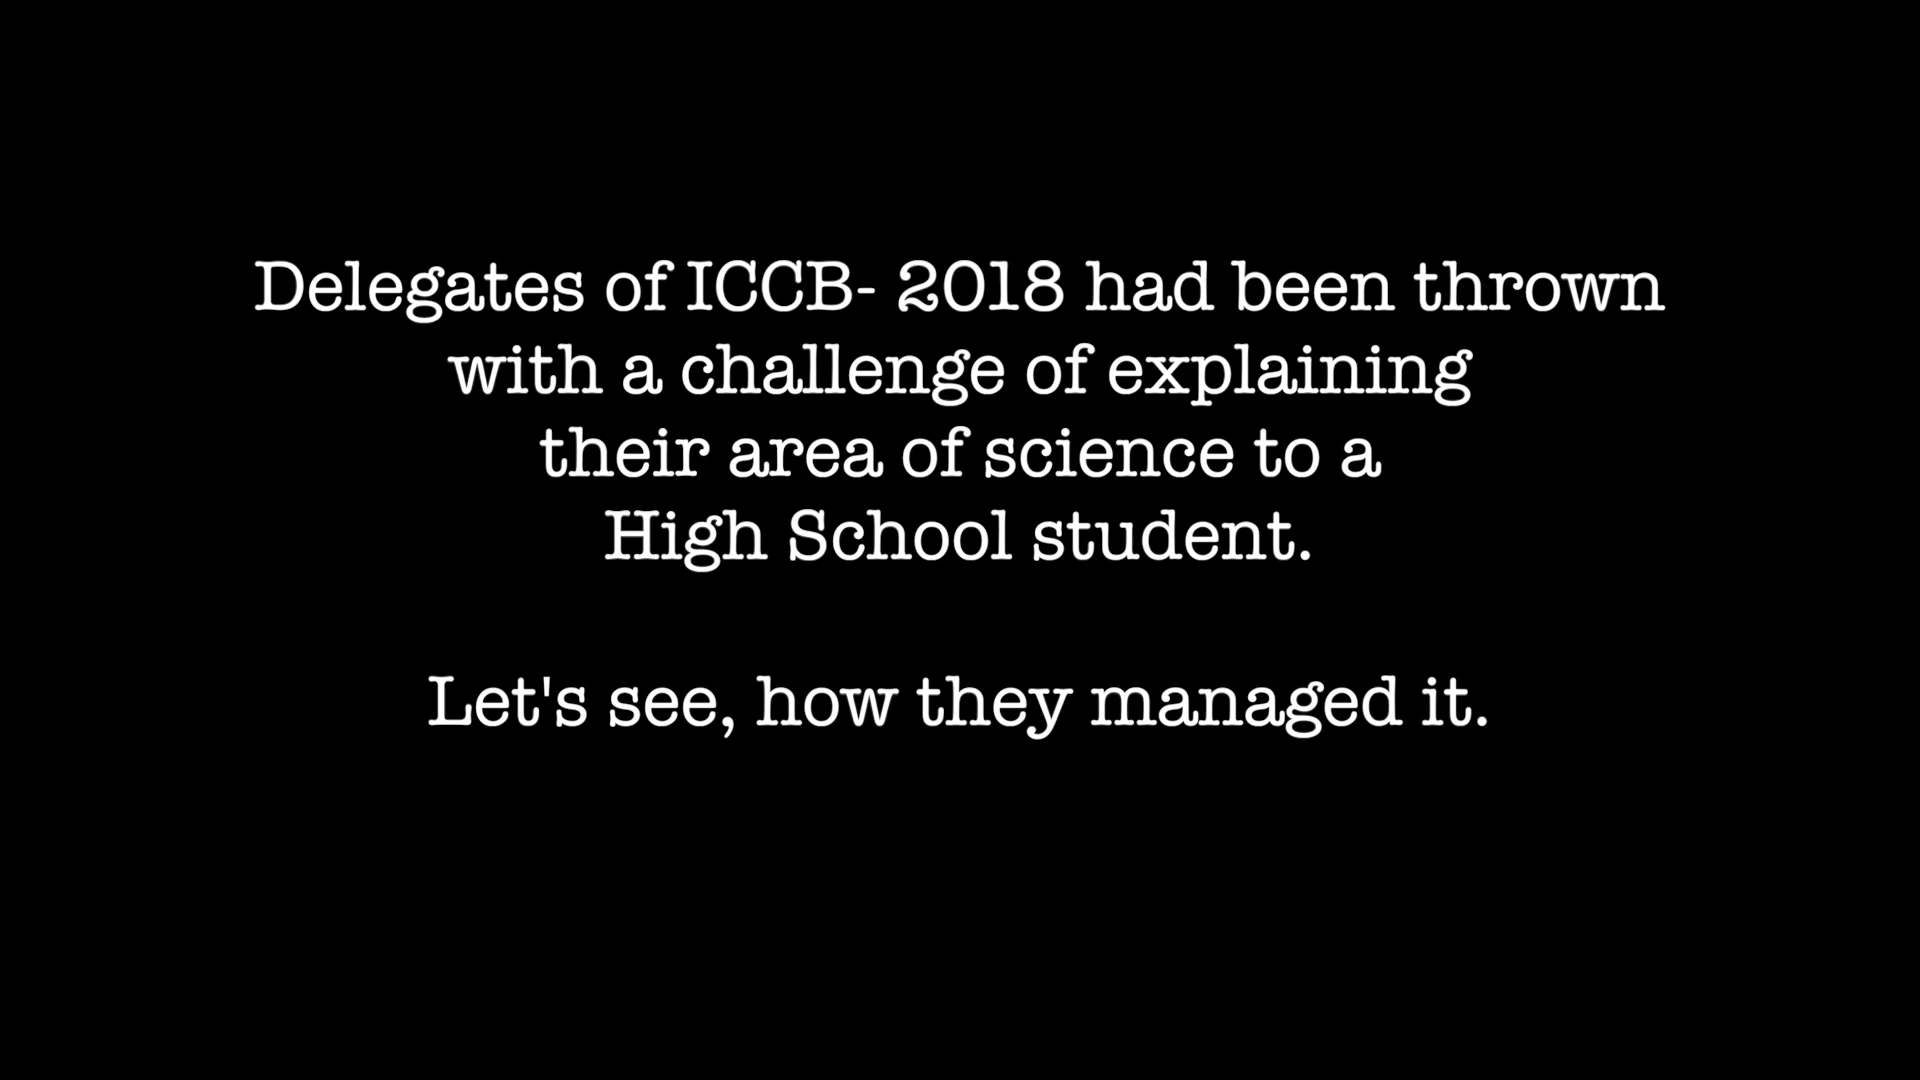 Delegates of ICCB- 2018 had been thrown
with a challenge of explaining
their area of science to a
High School student.
Let's see, how they managed it.